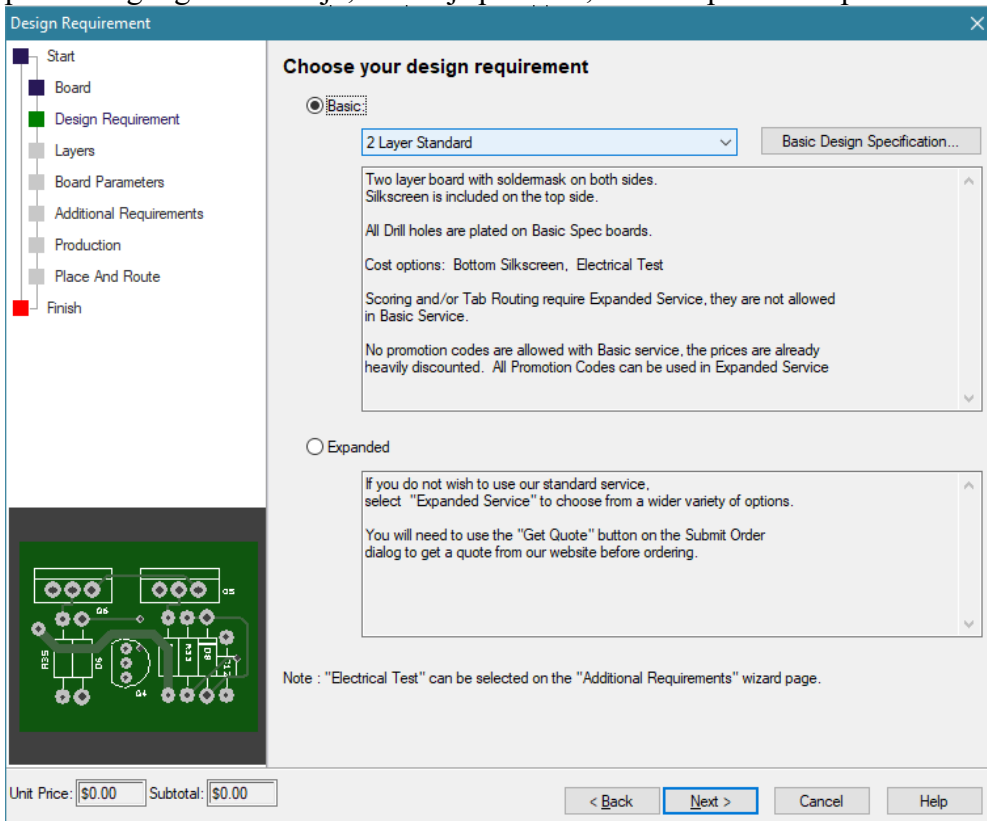 Design Requirement
Start
Board
Design Requirement
Layers
Board Parameters
Additional Requirements
Production
Place And Route
Finish
Choose your design requirement
Basic:
2 Layer Standard
Basic Design Specification...
Two layer board with soldermask on both sides.
Silkscreen is included on the top side.
All Drill holes are plated on Basic Spec boards.
Cost options: Bottom Silkscreen, Electrical Test
Scoring and/or Tab Routing require Expanded Service, they are not allowed
in Basic Service.
No promotion codes are allowed with Basic service, the prices are already
heavily discounted. All Promotion Codes can be used in Expanded Service
Expanded
If you do not wish to use our standard service,
select "Expanded Service" to choose from a wider variety of options.
You will need to use the "Get Quote" button on the Submit Order
dialog to get a quote from our website before ordering.
Note : "Electrical Test" can be selected on the "Additional Requirements" wizard page.
Q6
Q5
R35
D6
Q4
R33
D8
Unit Price: $0.00 Subtotal: $0.00
< Back
Next >
Cancel
Help